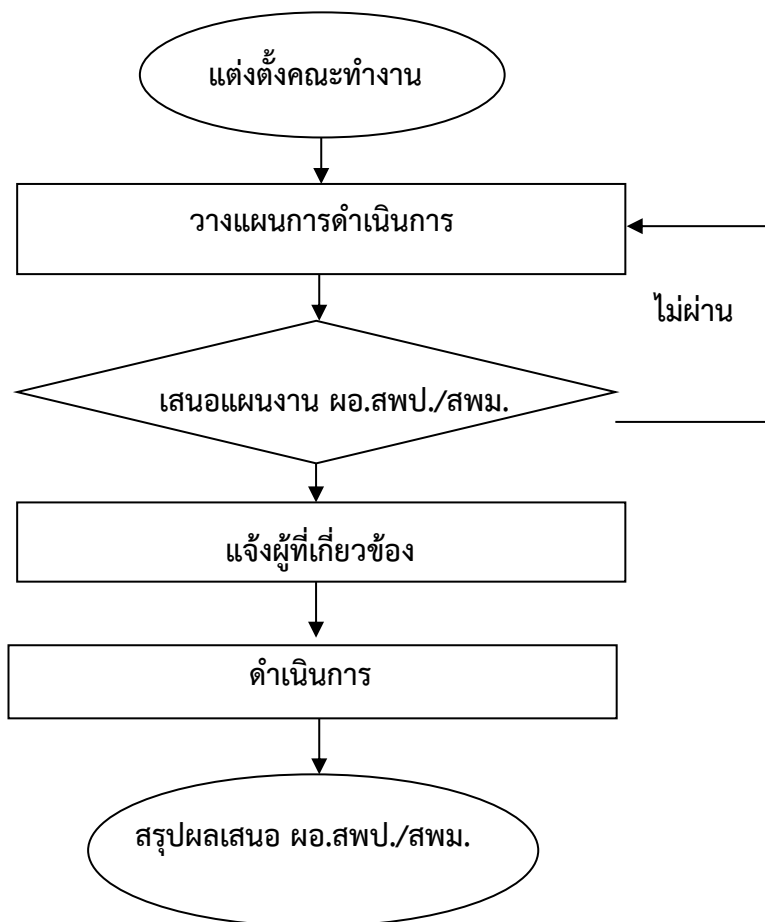 แต่งตั้งคณะทำงาน
วางแผนการดำเนินการ
ไม่ผ่าน
เสนอแผนงาน ผอ.สพป./สพม.
แจ้งผู้ที่เกี่ยวข้อง
ดำเนินการ
สรุปผลเสนอ ผอ.สพป./สพม.